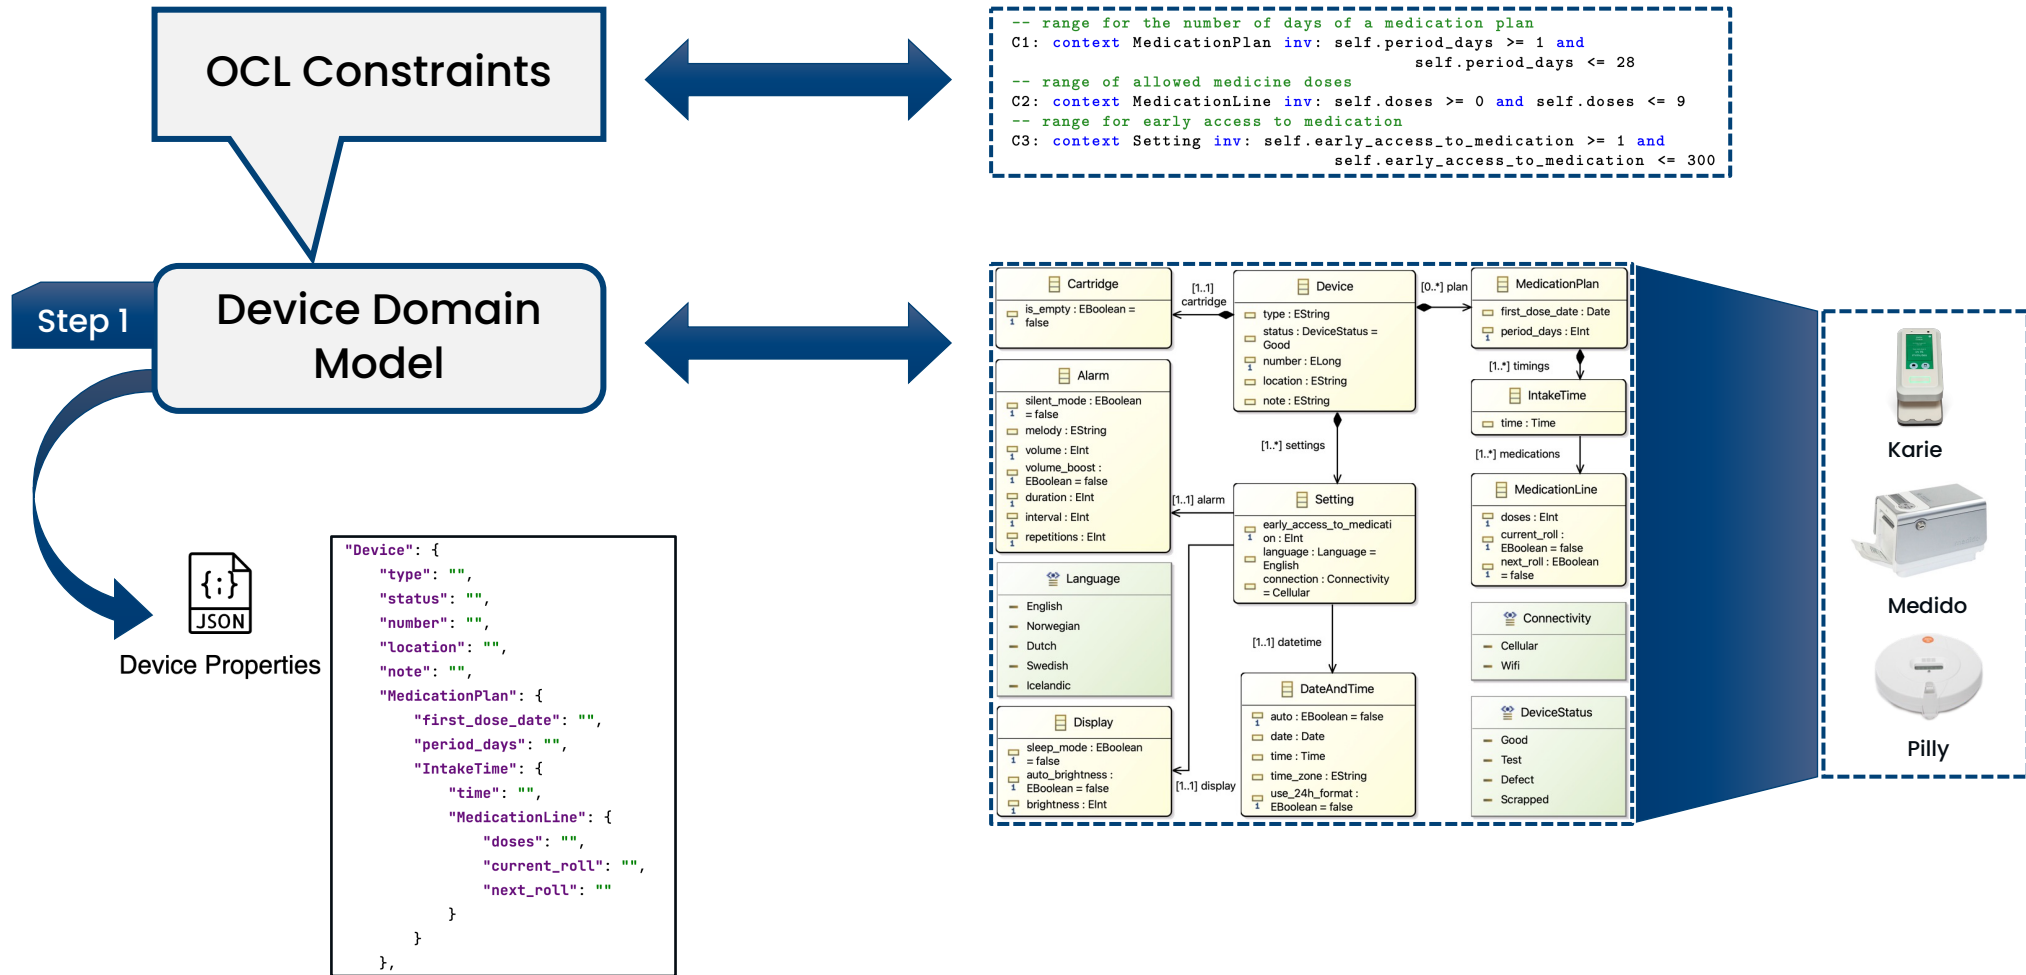 OCL Constraints
-- range for the number of days of a medication plan
C1: context MedicationPlan inv: self.period_days >= 1 and
self.period_days <= 28
-- range of allowed medicine doses
C2: context MedicationLine inv: self.doses >= 0 and self.doses <= 9
-- range for early access to medication
C3: context Setting inv: self.early_access_to_medication >= 1 and
self.early_access_to_medication <= 300
Step 1
Device Domain
Model
JSON
Device Properties
"Device": {
"type": "",
"status": "",
"number": "",
"location": "",
"note": "",
"MedicationPlan": {
"first_dose_date": "",
"period_days": "",
"IntakeTime": {
"time": "",
"MedicationLine": {
"doses": "",
"current_roll": "",
"next_roll": ""
}
}
},
Cartridge
is_empty : EBoolean =
false
[1..1]
cartridge
Device
type : EString
status : DeviceStatus =
Good
number : ELong
location : EString
note : EString
[0..*] plan
MedicationPlan
first_dose_date : Date
period_days : EInt
[1..*] timings
IntakeTime
time : Time
[1..*] medications
MedicationLine
doses : EInt
current_roll :
EBoolean = false
next_roll : EBoolean
= false
Alarm
silent_mode : EBoolean
= false
melody : EString
volume : EInt
volume_boost :
EBoolean = false
duration : EInt
interval : EInt
repetitions : EInt
[1..*] settings
[1..1] alarm
Setting
early_access_to_medicati
on : EInt
language : Language =
English
connection : Connectivity
= Cellular
Language
English
Norwegian
Dutch
Swedish
Icelandic
[1..1] datetime
Connectivity
Cellular
Wifi
Display
sleep_mode : EBoolean
= false
auto_brightness :
EBoolean = false
brightness : EInt
[1..1] display
DateAndTime
auto : EBoolean = false
date : Date
time : Time
time_zone : EString
use_24h_format :
EBoolean = false
DeviceStatus
Good
Test
Defect
Scrapped
Karie
Medido
Pilly